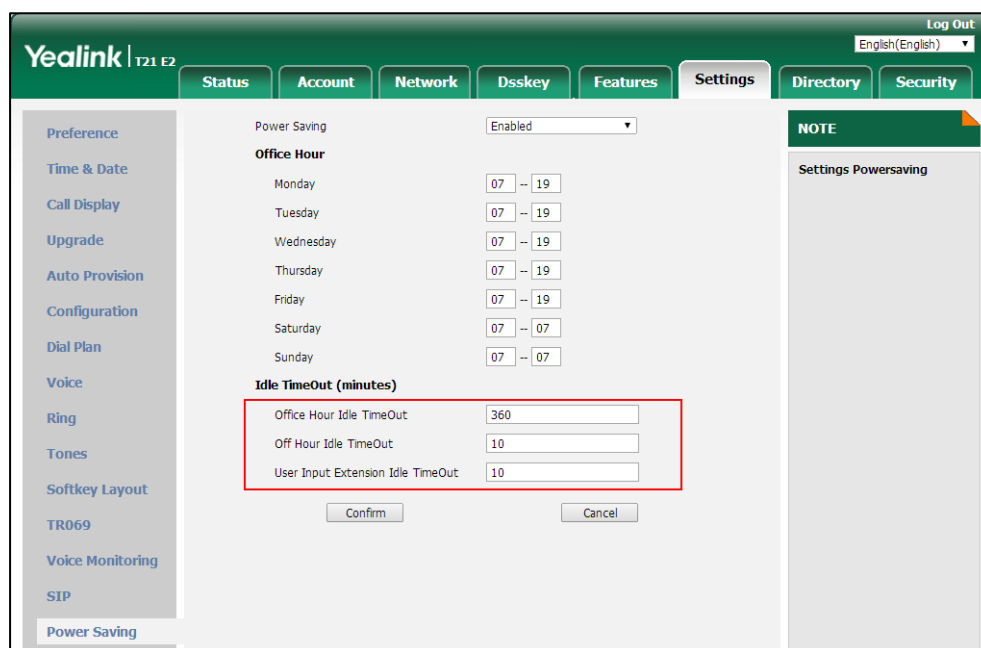 Log Out
English(English)
Yealink T21 E2
Status Account Network Dsskey Features Settings Directory Security
Preference
Time & Date
Call Display
Upgrade
Auto Provision
Configuration
Dial Plan
Voice
Ring
Tones
Softkey Layout
TR069
Voice Monitoring
SIP
Power Saving
Power Saving Enabled
Office Hour
Monday 07 -- 19
Tuesday 07 -- 19
Wednesday 07 -- 19
Thursday 07 -- 19
Friday 07 -- 19
Saturday 07 -- 07
Sunday 07 -- 07
Idle TimeOut (minutes)
Office Hour Idle TimeOut 360
Off Hour Idle TimeOut 10
User Input Extension Idle TimeOut 10
Confirm Cancel
NOTE
Settings Powersaving